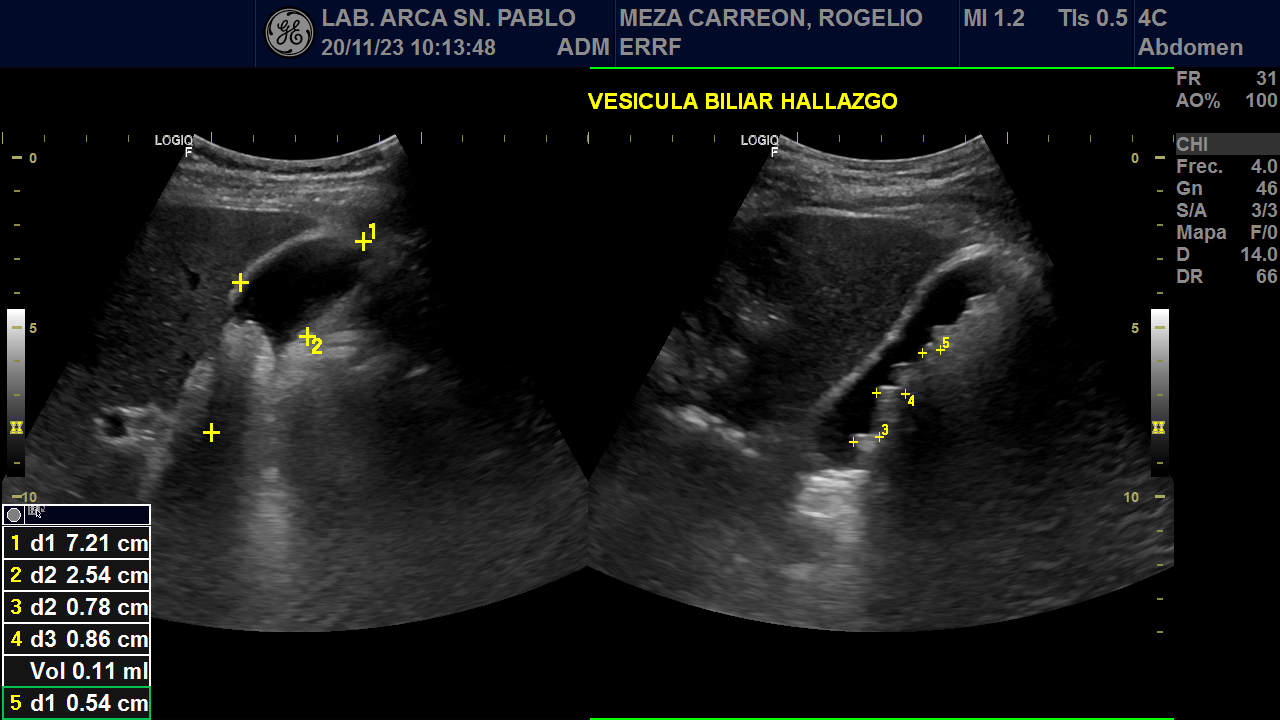 LAB. ARCA SN. PABLO
20/11/23 10:13:48 ADM
MEZA CARREON, ROGELIO
ERRF
MI 1.2 TIs 0.5
4C
Abdomen
FR 31
AO% 100
CHI
Frec. 4.0
Gn 46
S/A 3/3
Mapa F/0
D 14.0
DR 66
VESICULA BILIAR HALLAZGO
LOGIQ
F
LOGIQ
F
0
5
10
1
2
0
5
10
5
4
3
1 d1 7.21 cm
2 d2 2.54 cm
3 d2 0.78 cm
4 d3 0.86 cm
Vol 0.11 ml
5 d1 0.54 cm